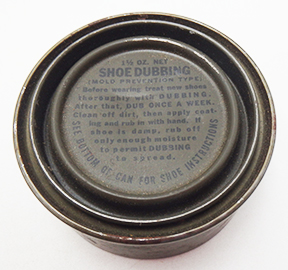 1½ OZ. NET
SHOE DUBBING
(MOLD PREVENTION TYPE)
Before wearing treat new shoes
thoroughly with DUBBING.
After that, DUB ONCE A WEEK.
Clean off dirt, then apply coat-
ing and rub in with hand. If
shoe is damp, rub off
only enough moisture
to permit DUBBING
to spread.
SEE BOTTOM OF CAN FOR SHOE INSTRUCTIONS